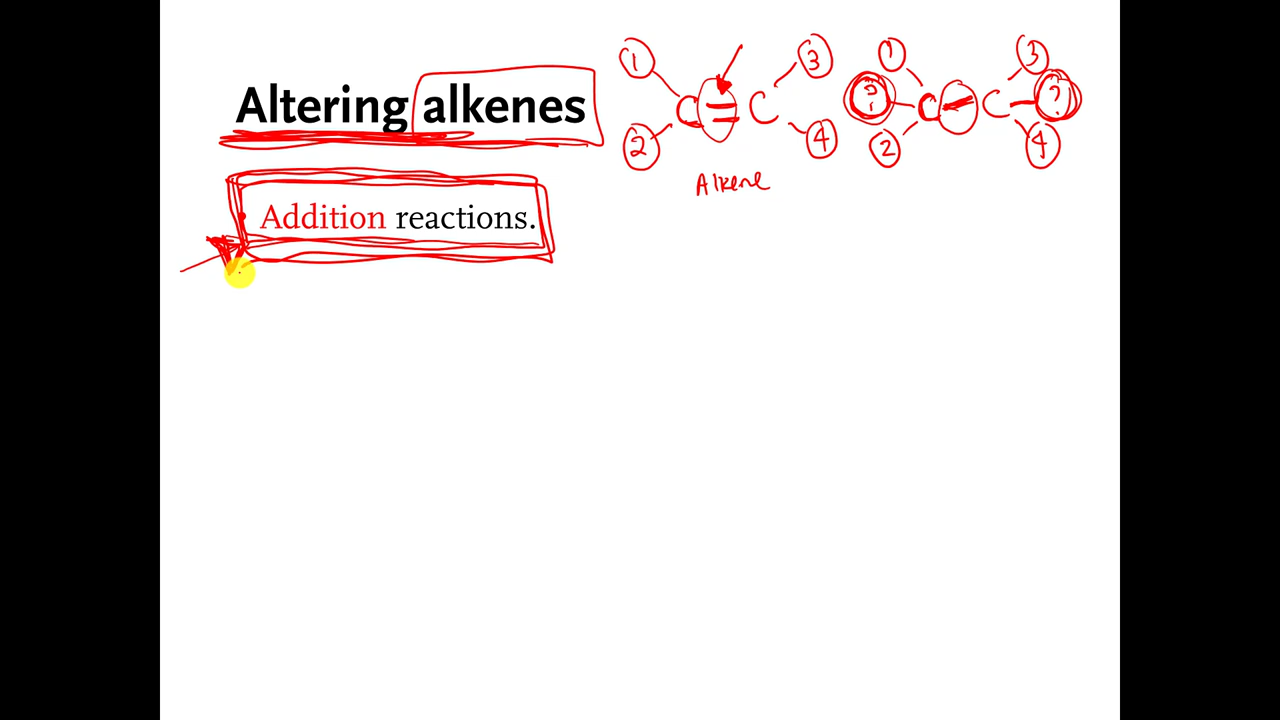 Altering alkenes
Addition reactions.
1 3
C = C
2 4
Alkene
1 3
? C - C ?
2 4